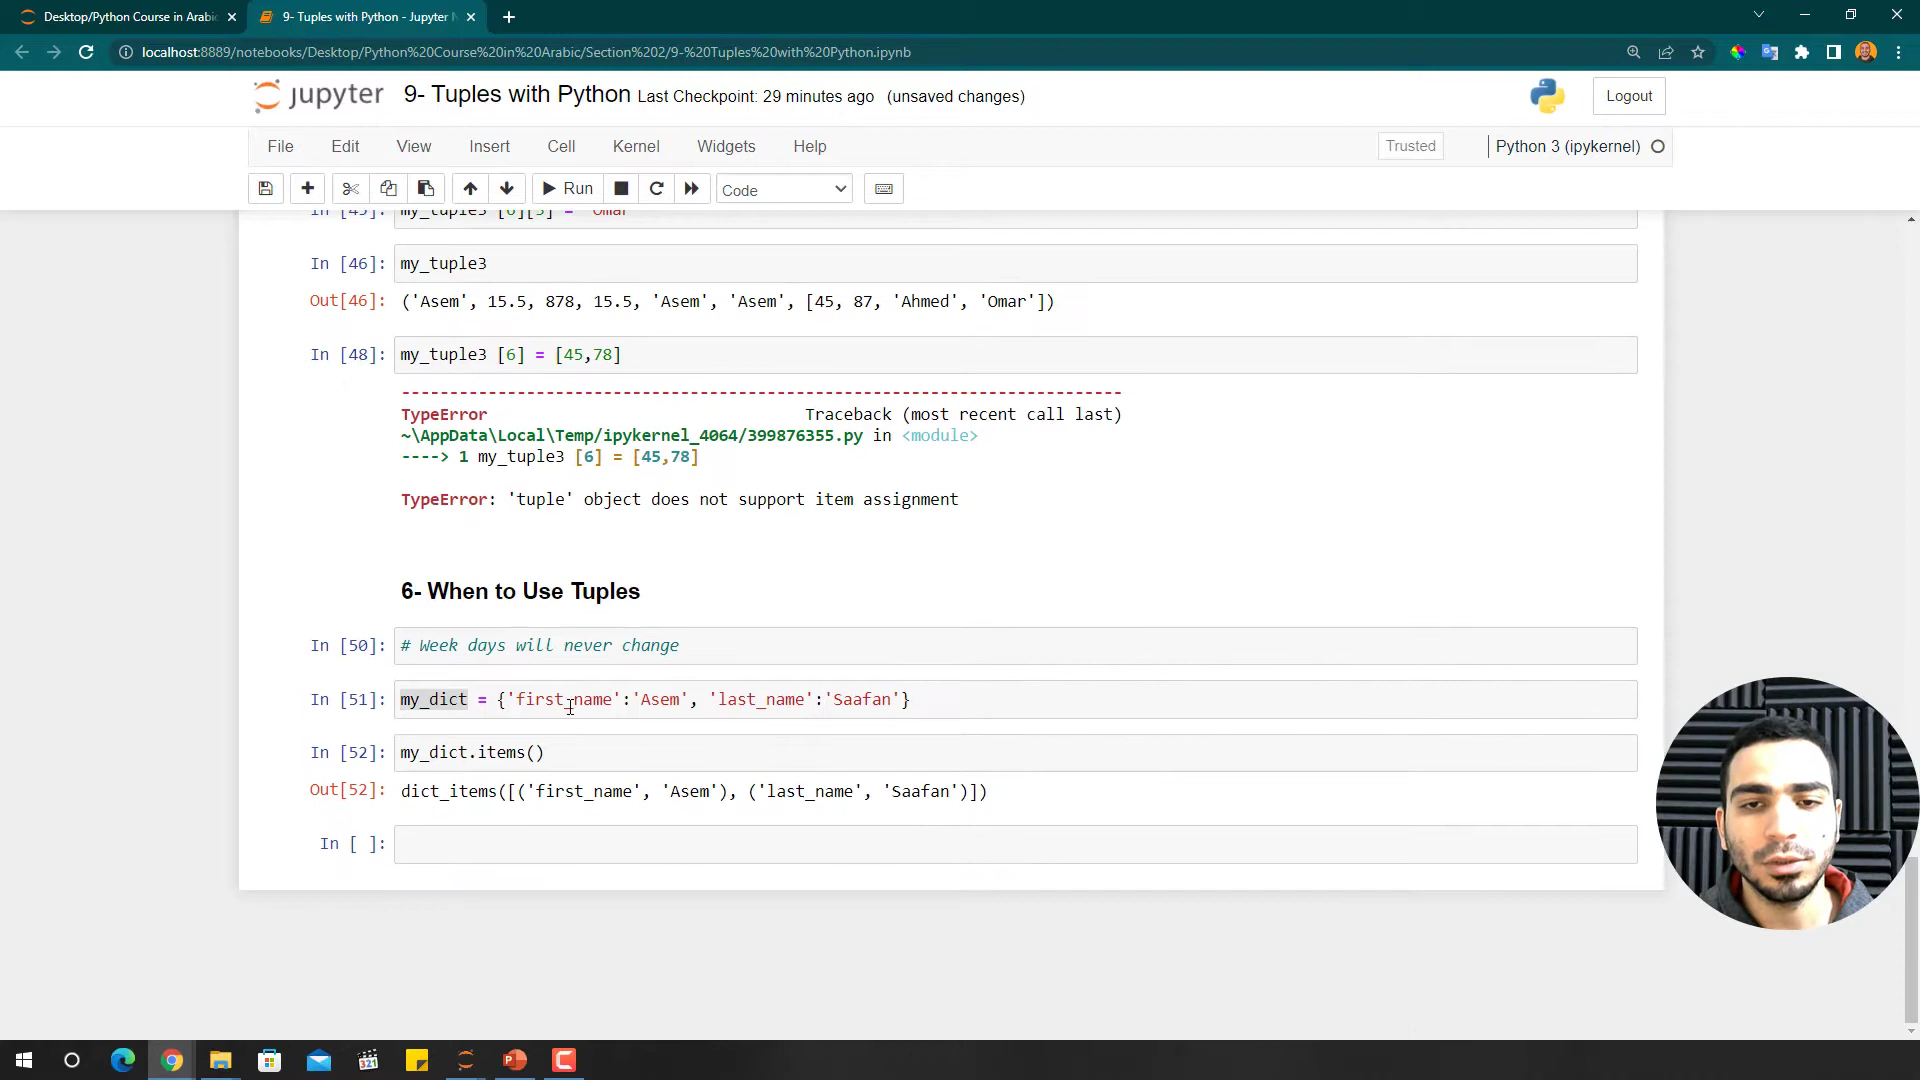 Desktop/Python Course in Arabic
9- Tuples with Python - Jupyter N
localhost:8889/notebooks/Desktop/Python%20Course%20in%20Arabic/Section%202/9-%20Tuples%20with%20Python.ipynb
jupyter 9- Tuples with Python Last Checkpoint: 29 minutes ago (unsaved changes) Logout
File Edit View Insert Cell Kernel Widgets Help Trusted Python 3 (ipykernel)
Run Code
In [45]: my_tuple3 [6][3] = 'Omar'
In [46]: my_tuple3
Out[46]: ('Asem', 15.5, 878, 15.5, 'Asem', 'Asem', [45, 87, 'Ahmed', 'Omar'])
In [48]: my_tuple3 [6] = [45,78]
---------------------------------------------------------------------------
TypeError Traceback (most recent call last)
~\AppData\Local\Temp/ipykernel_4064/399876355.py in <module>
----> 1 my_tuple3 [6] = [45,78]
TypeError: 'tuple' object does not support item assignment
6- When to Use Tuples
In [50]: # Week days will never change
In [51]: my_dict = {'first_name':'Asem', 'last_name':'Saafan'}
In [52]: my_dict.items()
Out[52]: dict_items([('first_name', 'Asem'), ('last_name', 'Saafan')])
In [ ]:
321